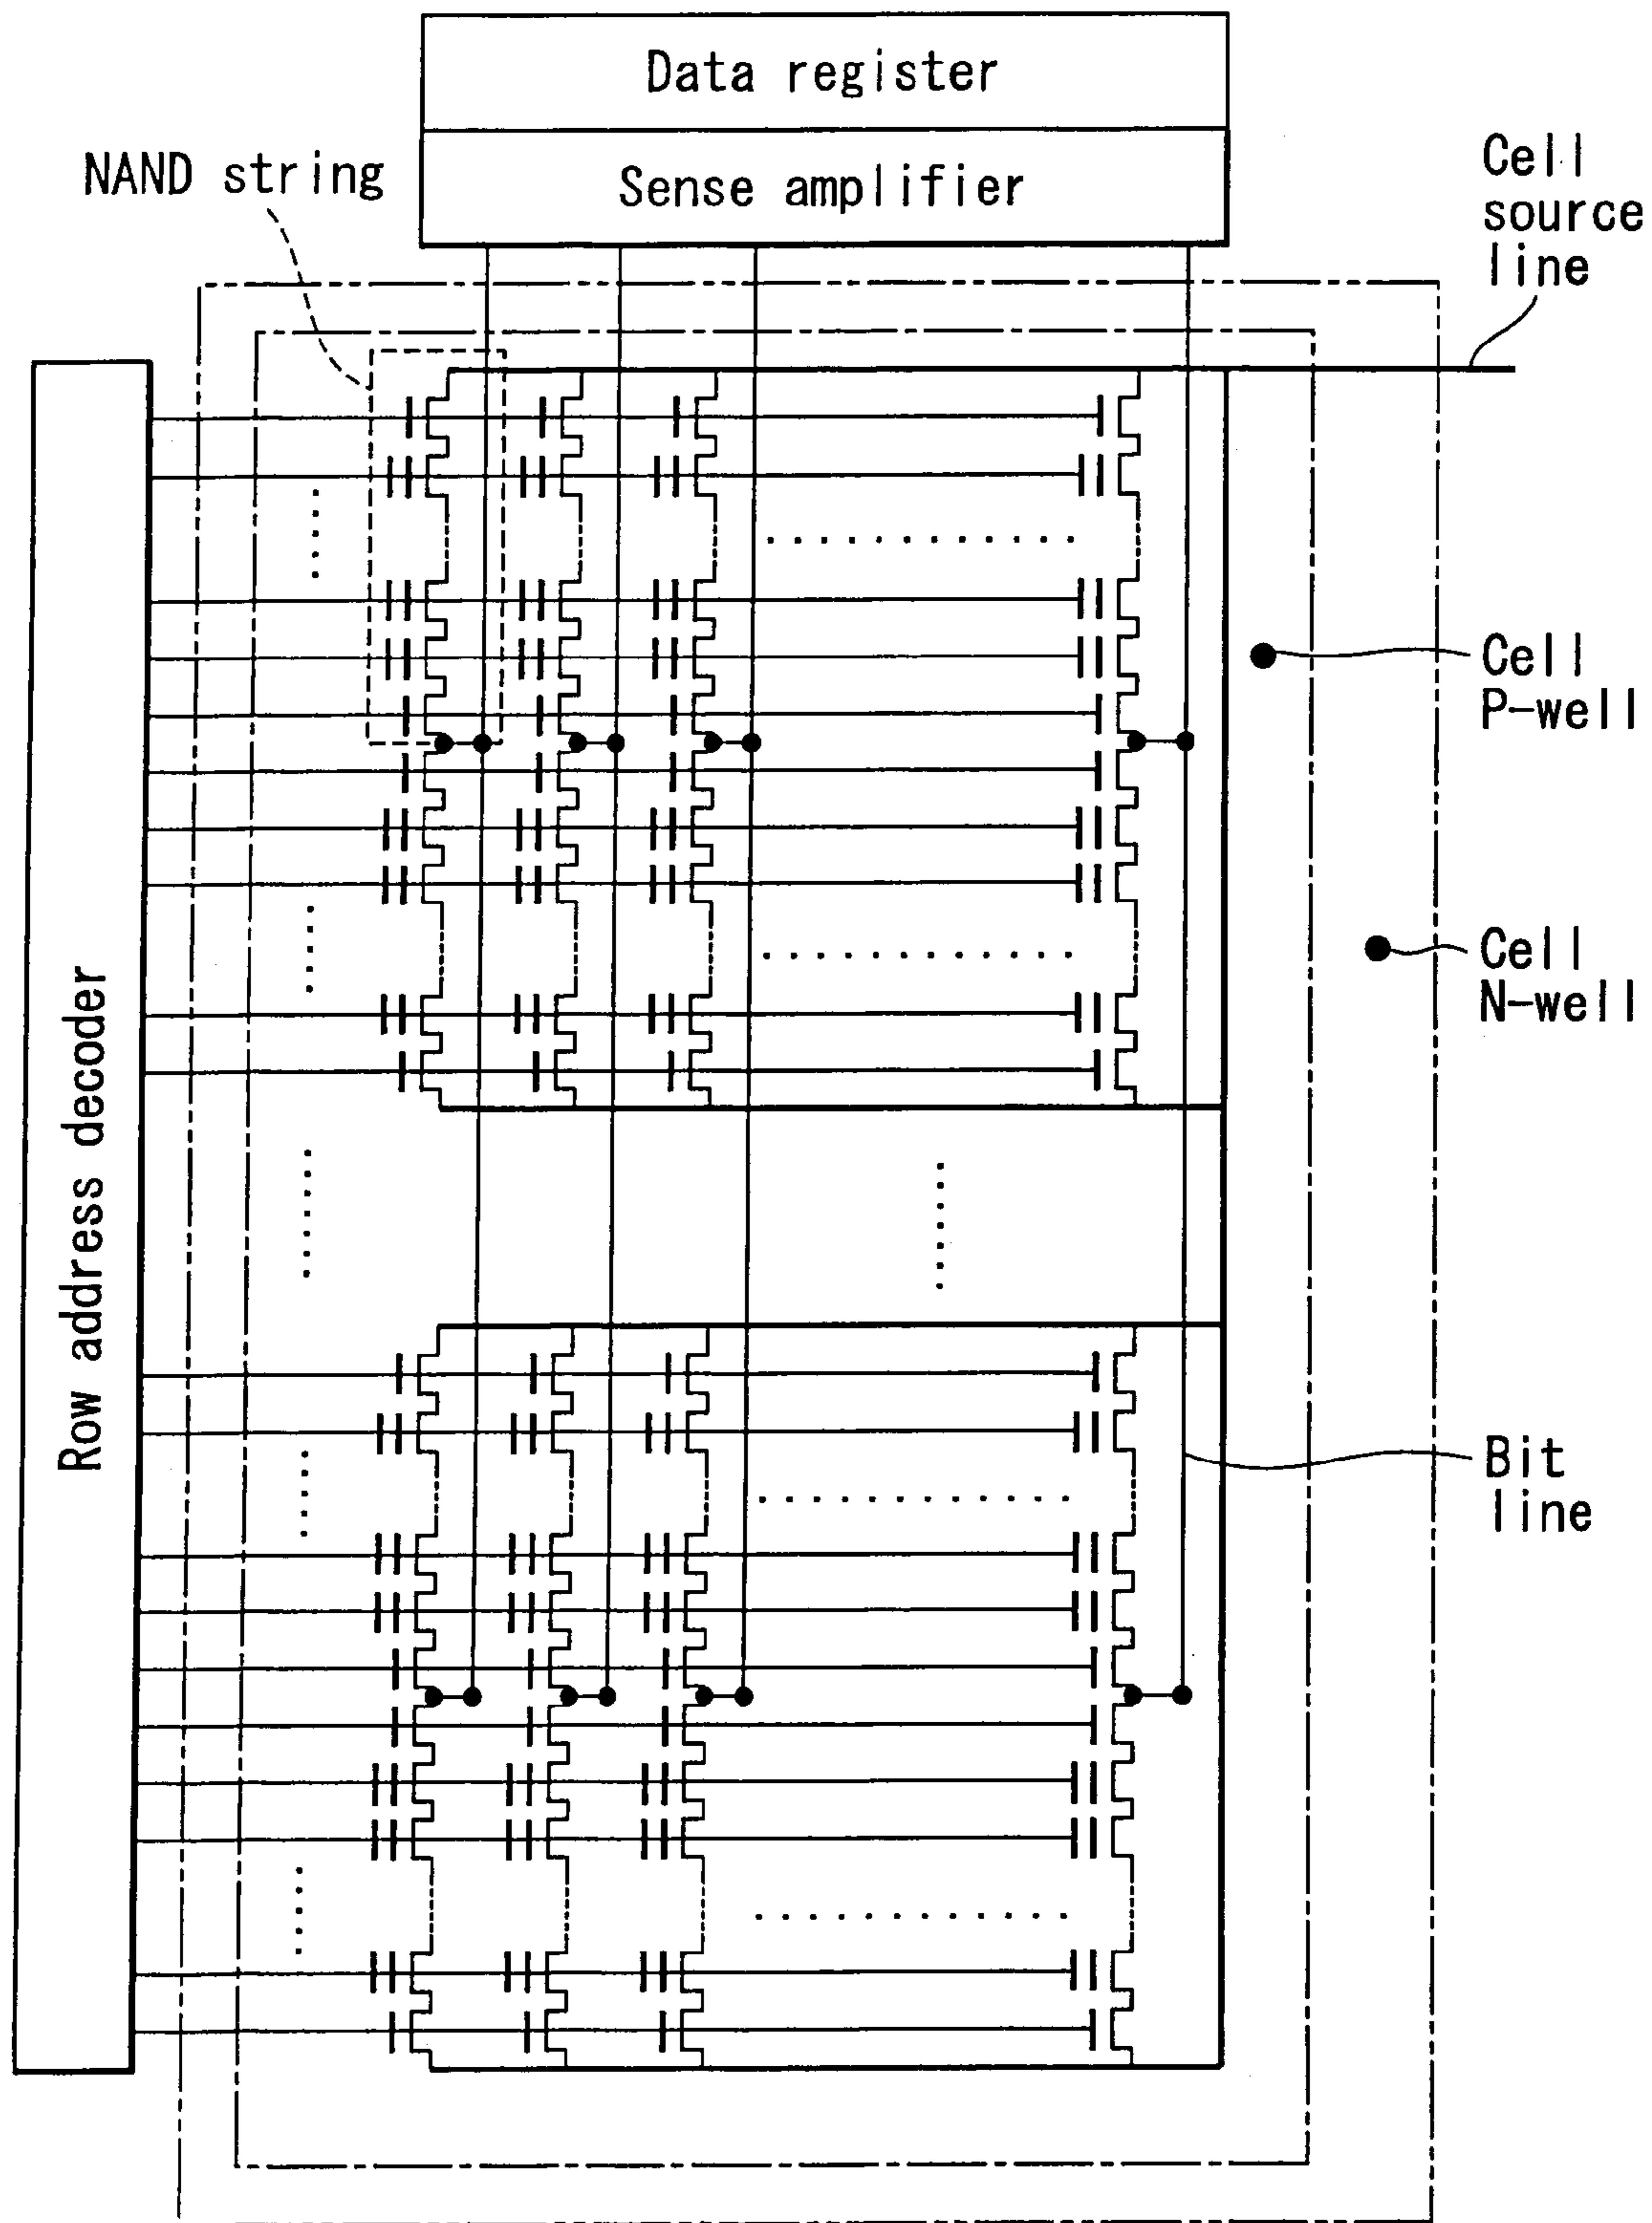 Data register
Sense amplifier
NAND string
Cell
source
line
Cell
P-well
Cell
N-well
Row address decoder
Bit
line